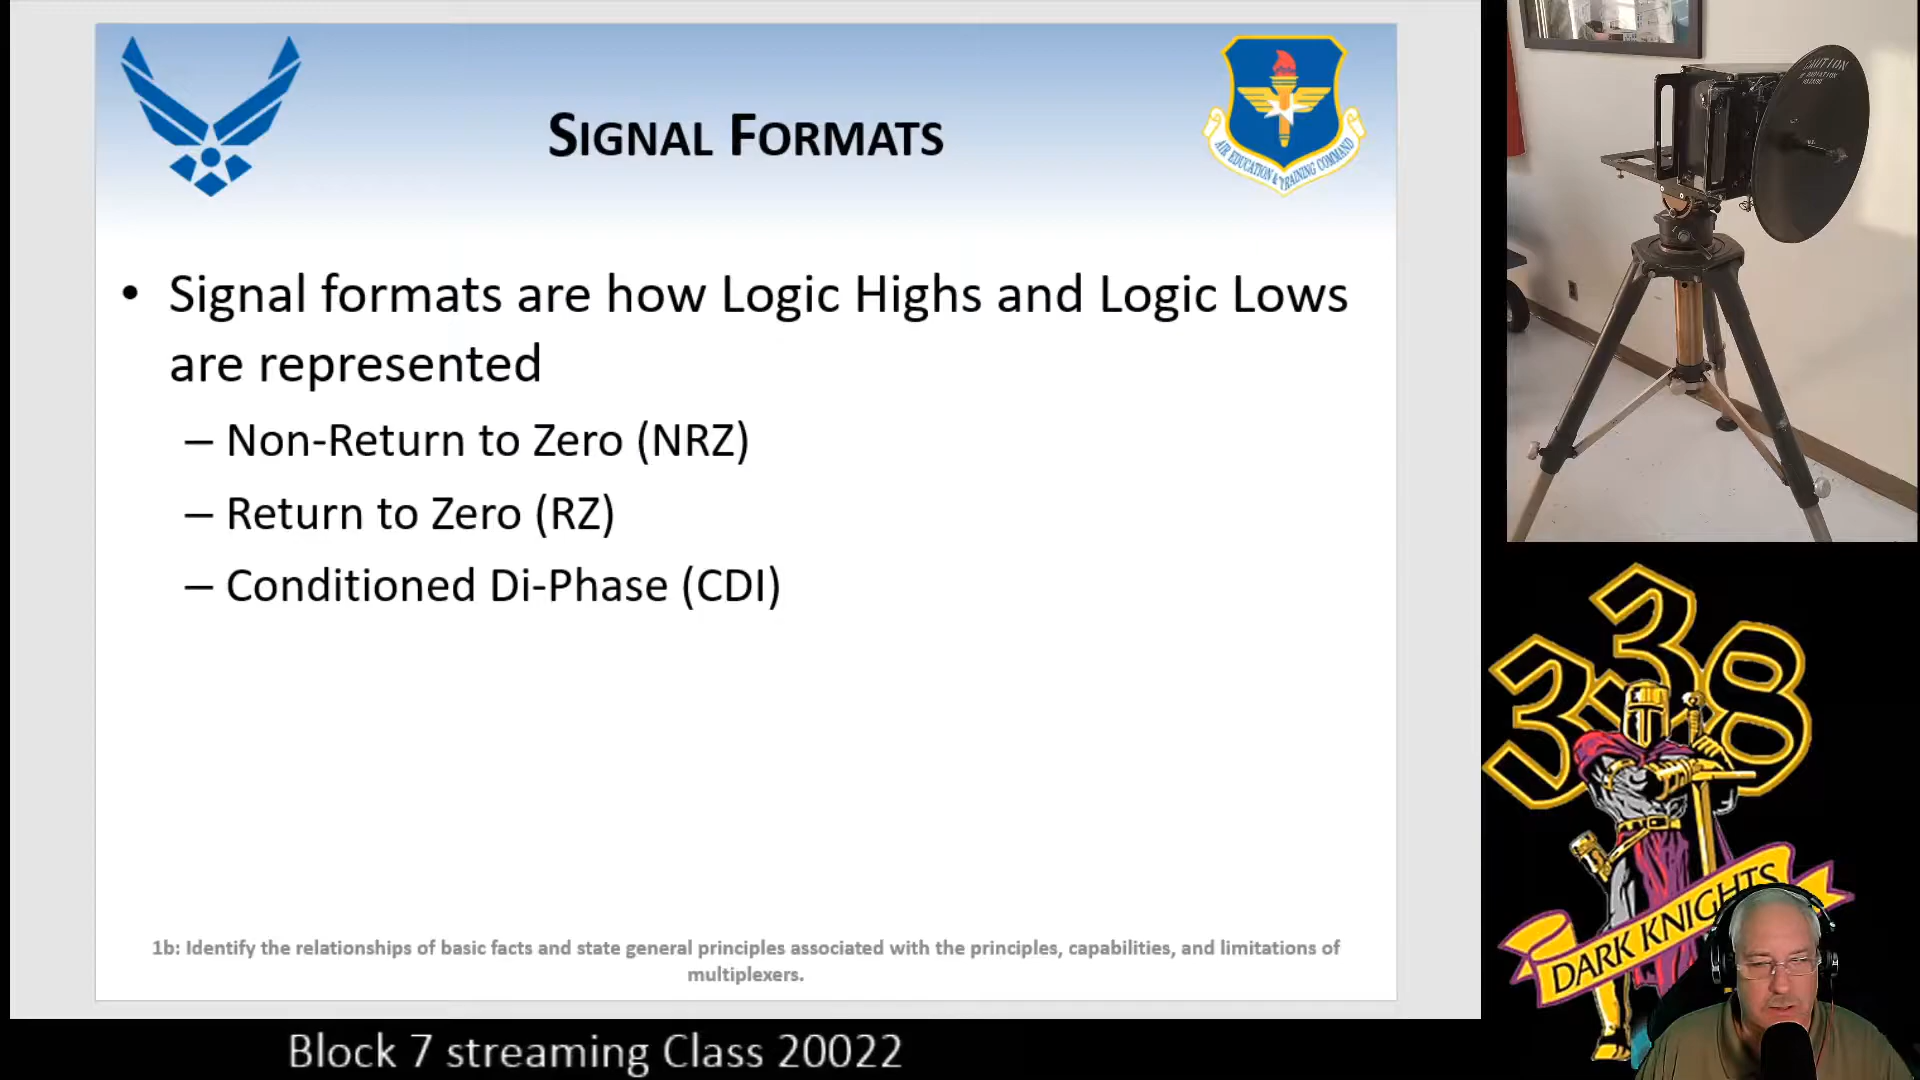 SIGNAL FORMATS
AIR EDUCATION & TRAINING COMMAND
• Signal formats are how Logic Highs and Logic Lows
are represented
– Non-Return to Zero (NRZ)
– Return to Zero (RZ)
– Conditioned Di-Phase (CDI)
1b: Identify the relationships of basic facts and state general principles associated with the principles, capabilities, and limitations of
multiplexers.
Block 7 streaming Class 20022
CAUTION
RADIATION
HAZARD
338
DARK KNIGHTS